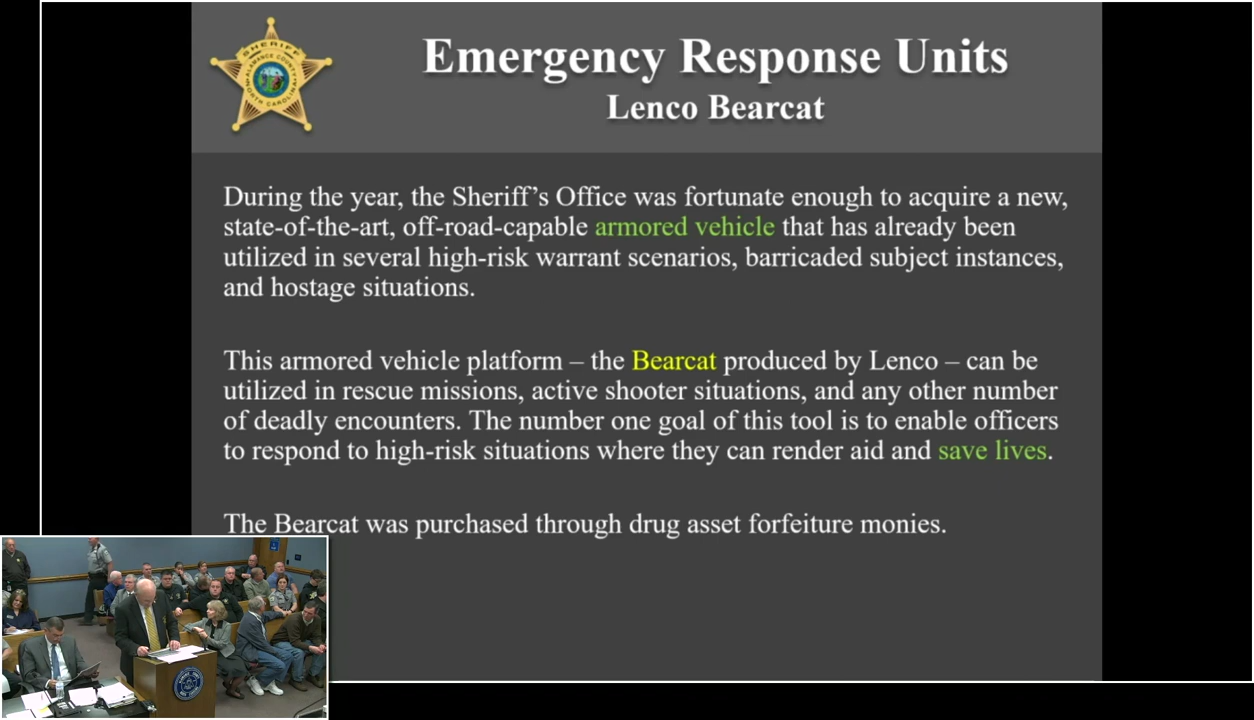 SHERIFF
ALAMANCE COUNTY
NORTH CAROLINA
Emergency Response Units
Lenco Bearcat
During the year, the Sheriff’s Office was fortunate enough to acquire a new,
state-of-the-art, off-road-capable armored vehicle that has already been
utilized in several high-risk warrant scenarios, barricaded subject instances,
and hostage situations.
This armored vehicle platform – the Bearcat produced by Lenco – can be
utilized in rescue missions, active shooter situations, and any other number
of deadly encounters. The number one goal of this tool is to enable officers
to respond to high-risk situations where they can render aid and save lives.
The Bearcat was purchased through drug asset forfeiture monies.